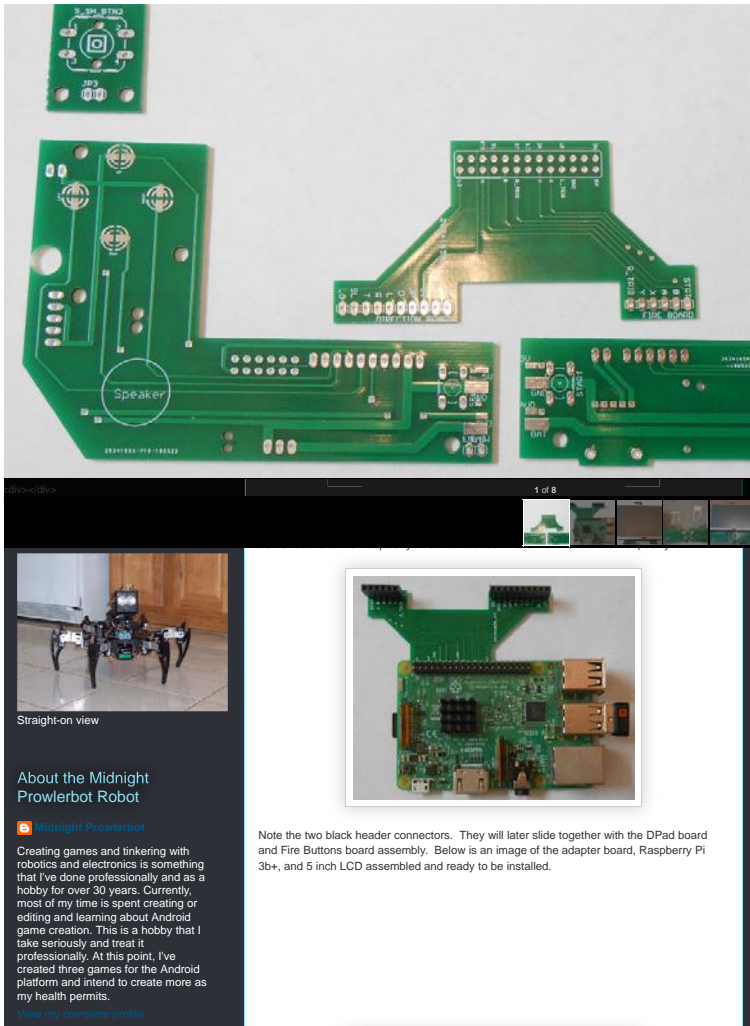 S_SH_BTN2
JP3
Speaker
5V
GND
START
AUD
BAT
FIRE BOARD
<div></div>
1 of 8
Straight-on view
About the Midnight
Prowlerbot Robot
Midnight Prowlerbot
Creating games and tinkering with
robotics and electronics is something
that I've done professionally and as a
hobby for over 30 years. Currently,
most of my time is spent creating or
editing and learning about Android
game creation. This is a hobby that I
take seriously and treat it
professionally. At this point, I've
created three games for the Android
platform and intend to create more as
my health permits.
View my complete profile
HDMI
Note the two black header connectors.  They will later slide together with the DPad board
and Fire Buttons board assembly.  Below is an image of the adapter board, Raspberry Pi
3b+, and 5 inch LCD assembled and ready to be installed.